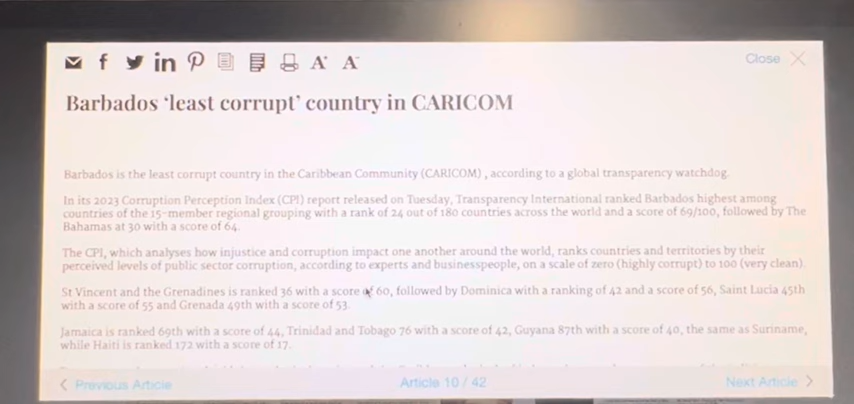 in
A+ A-
Close
Barbados ‘least corrupt’ country in CARICOM
Barbados is the least corrupt country in the Caribbean Community (CARICOM) , according to a global transparency watchdog.
In its 2023 Corruption Perception Index (CPI) report released on Tuesday, Transparency International ranked Barbados highest among
countries of the 15-member regional grouping with a rank of 24 out of 180 countries across the world and a score of 69/100, followed by The
Bahamas at 30 with a score of 64.
The CPI, which analyses how injustice and corruption impact one another around the world, ranks countries and territories by their
perceived levels of public sector corruption, according to experts and businesspeople, on a scale of zero (highly corrupt) to 100 (very clean).
St Vincent and the Grenadines is ranked 36 with a score of 60, followed by Dominica with a ranking of 42 and a score of 56, Saint Lucia 45th
with a score of 55 and Grenada 49th with a score of 53.
Jamaica is ranked 69th with a score of 44, Trinidad and Tobago 76 with a score of 42, Guyana 87th with a score of 40, the same as Suriname,
while Haiti is ranked 172 with a score of 17.
Previous Article
Article 10 / 42
Next Article